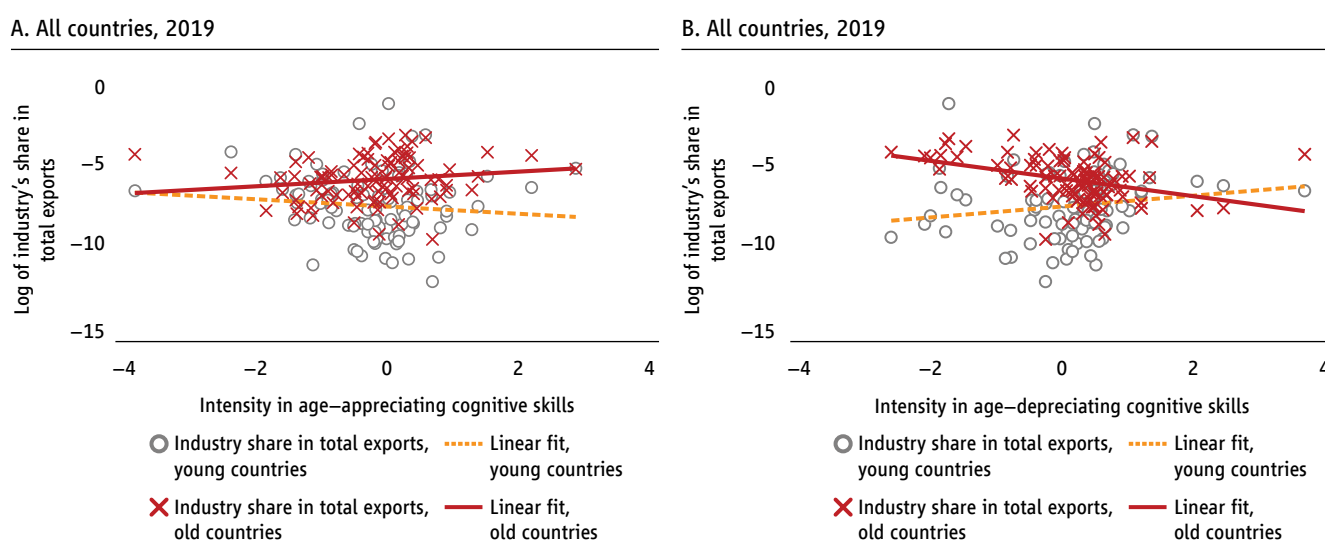 A. All countries, 2019
Log of industry's share in
total exports
0
−5
−10
−15
−4
−2
0
2
4
Intensity in age–appreciating cognitive skills
Industry share in total exports,
young countries
Linear fit,
young countries
Industry share in total exports,
old countries
Linear fit,
old countries
B. All countries, 2019
Log of industry's share in
total exports
0
−5
−10
−15
−4
−2
0
2
4
Intensity in age–depreciating cognitive skills
Industry share in total exports,
young countries
Linear fit,
young countries
Industry share in total exports,
old countries
Linear fit,
old countries